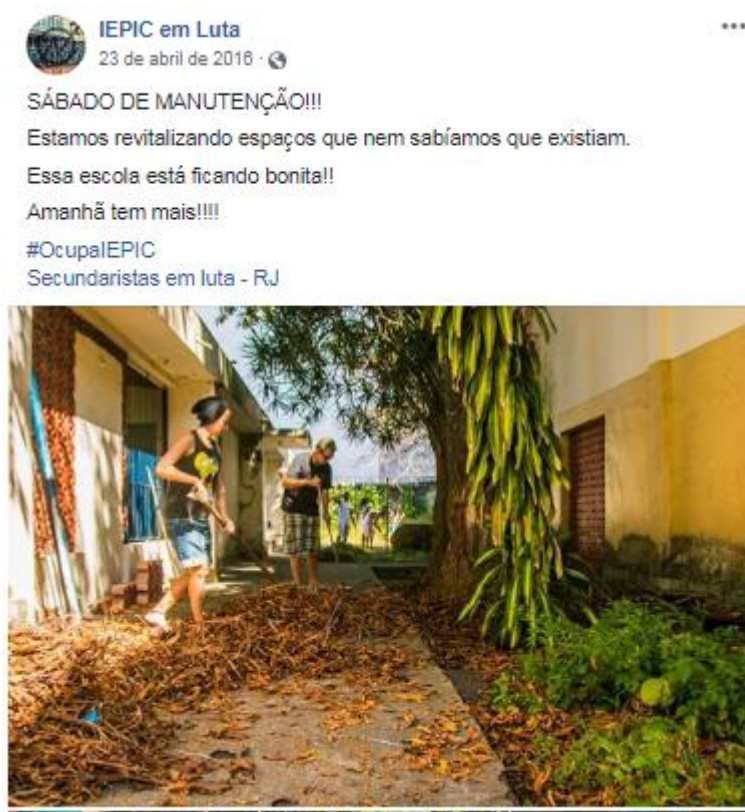 IEPIC em Luta
23 de abril de 2016 ·
SÁBADO DE MANUTENÇÃO!!!
Estamos revitalizando espaços que nem sabíamos que existiam.
Essa escola está ficando bonita!!
Amanhã tem mais!!!!
#OcupaIEPIC
Secundaristas em luta - RJ